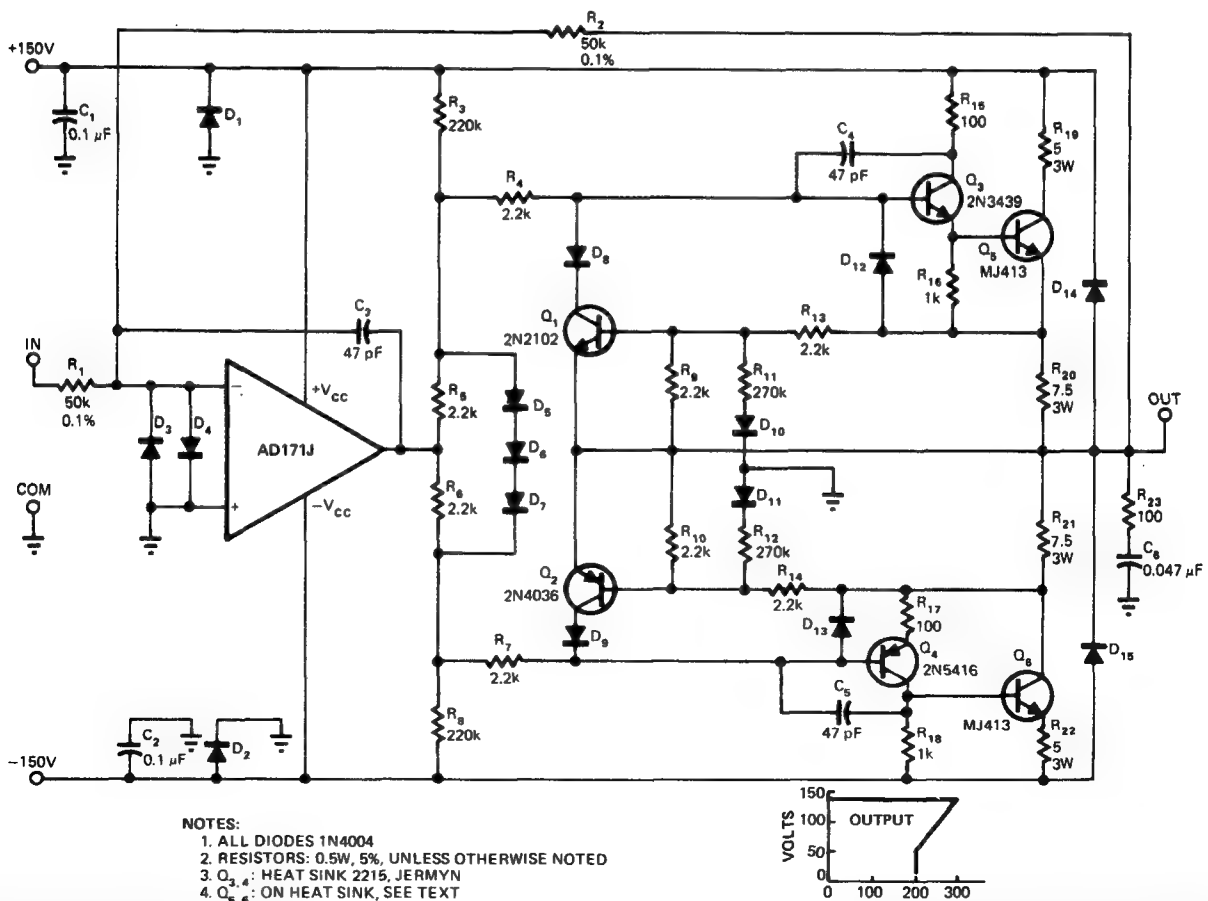 R2
50k
0.1%
+150V
C1
0.1 µF
D1
R3
220k
R15
100
R19
5
3W
C4
47 pF
Q3
2N3439
R4
2.2k
D8
D12
Q5
MJ413
R16
1k
D14
C3
47 pF
Q1
2N2102
R13
2.2k
IN
R1
50k
0.1%
+VCC
−
D3
D4
AD171J
+
−VCC
R5
2.2k
D5
D6
D7
R9
2.2k
R11
270k
D10
R20
7.5
3W
OUT
COM
R6
2.2k
R10
2.2k
D11
R12
270k
R21
7.5
3W
R23
100
C6
0.047 µF
Q2
2N4036
R14
2.2k
D9
D13
R17
100
Q4
2N5416
Q6
MJ413
D15
R7
2.2k
C5
47 pF
R18
1k
R22
5
3W
R8
220k
C2
0.1 µF
D2
−150V
NOTES:
1. ALL DIODES 1N4004
2. RESISTORS: 0.5W, 5%, UNLESS OTHERWISE NOTED
3. Q3,4: HEAT SINK 2215, JERMYN
4. Q5,6: ON HEAT SINK, SEE TEXT
VOLTS
150
100
50
0
OUTPUT
0 100 200 300